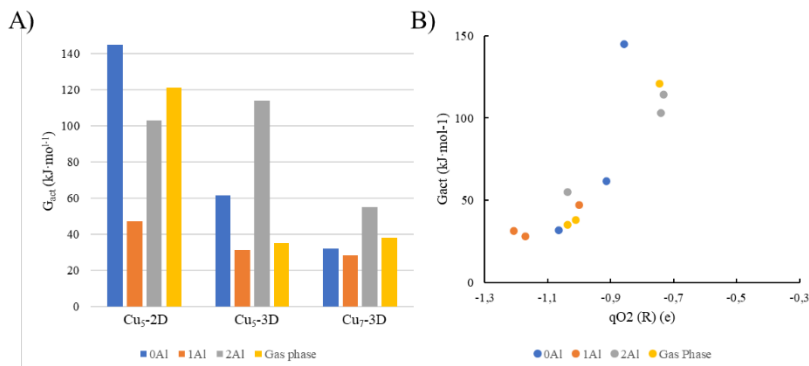 A)
B)
140
120
100
80
60
40
20
0
G_act (kJ·mol⁻¹)
Cu₅-2D Cu₅-3D Cu₇-3D
0Al 1Al 2Al Gas phase
150
100
50
0
Gact (kJ·mol-1)
-1,3 -1,1 -0,9 -0,7 -0,5 -0,3
qO2 (R) (e)
0Al 1Al 2Al Gas Phase